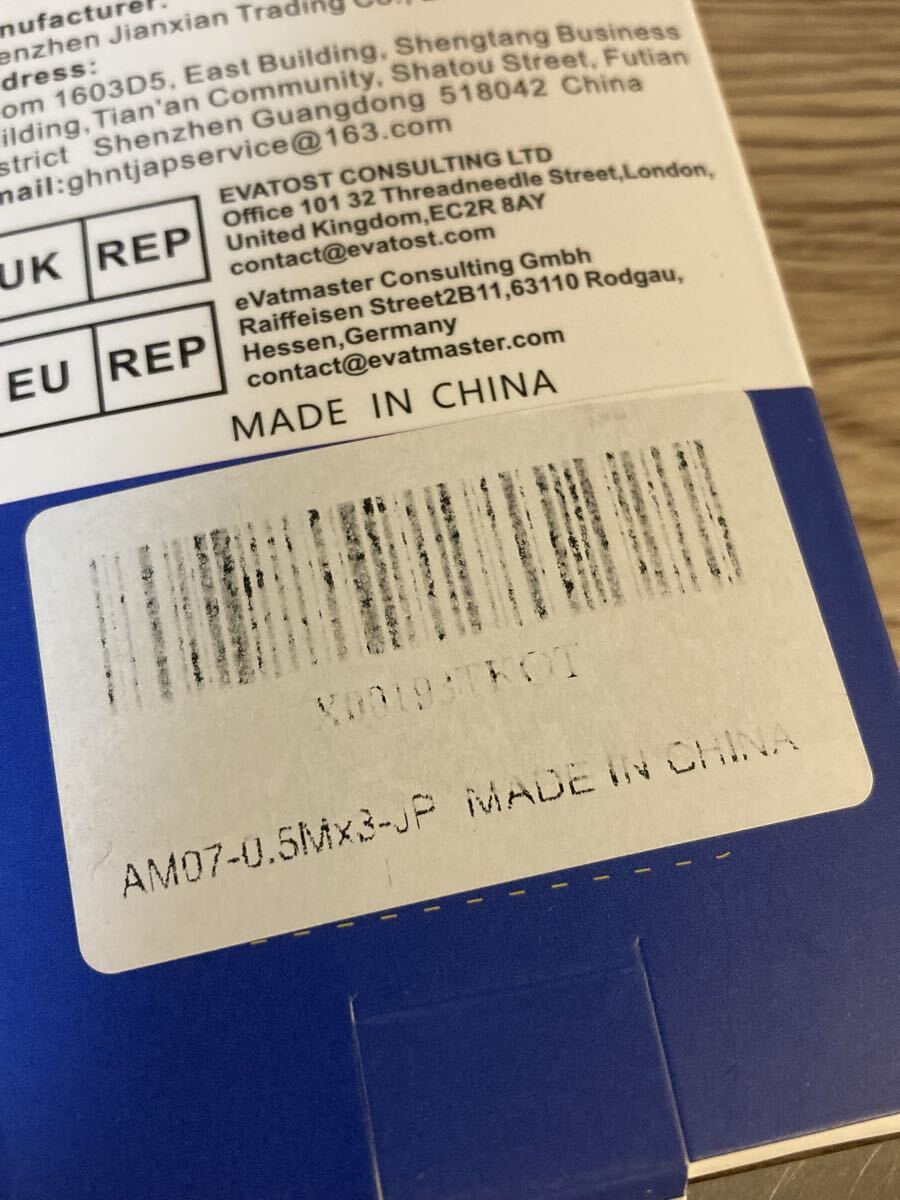 nufacturer:
enzhen Jianxian Trading Co.,
dress:
om 1603D5, East Building, Shengtang Business
ilding,Tian'an Community, Shatou Street, Futian
strict Shenzhen Guangdong 518042 China
mail:ghntjapservice@163.com
UK REP
EVATOST CONSULTING LTD
Office 101 32 Threadneedle Street,London,
United Kingdom,EC2R 8AY
contact@evatost.com
EU REP
eVatmaster Consulting Gmbh
Raiffeisen Street2B11,63110 Rodgau,
Hessen,Germany
contact@evatmaster.com
MADE IN CHINA
AM07-0.5Mx3-JP MADE IN CHINA